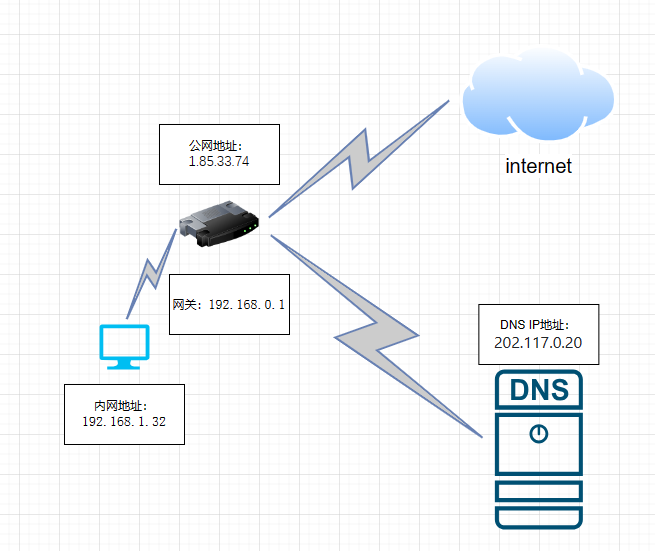 公网地址：
1.85.33.74
internet
网关：192.168.0.1
DNS IP地址：
202.117.0.20
DNS
内网地址：
192.168.1.32